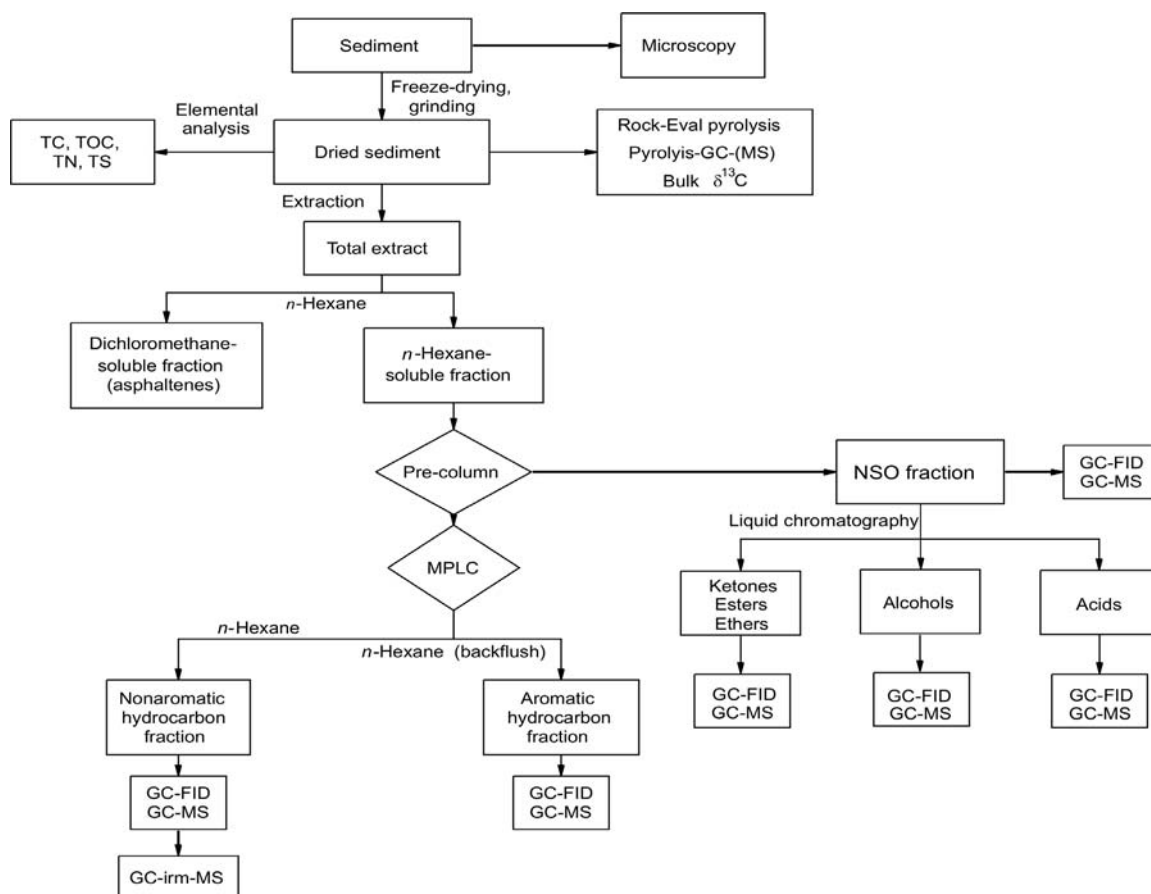 Sediment
Microscopy
Freeze-drying,
grinding
Elemental
analysis
TC, TOC,
TN, TS
Dried sediment
Rock-Eval pyrolysis
Pyrolyis-GC-(MS)
Bulk δ¹³C
Extraction
Total extract
n-Hexane
Dichloromethane-
soluble fraction
(asphaltenes)
n-Hexane-
soluble fraction
Pre-column
NSO fraction
GC-FID
GC-MS
Liquid chromatography
MPLC
Ketones
Esters
Ethers
Alcohols
Acids
n-Hexane
n-Hexane (backflush)
Nonaromatic
hydrocarbon
fraction
Aromatic
hydrocarbon
fraction
GC-FID
GC-MS
GC-FID
GC-MS
GC-FID
GC-MS
GC-FID
GC-MS
GC-FID
GC-MS
GC-irm-MS